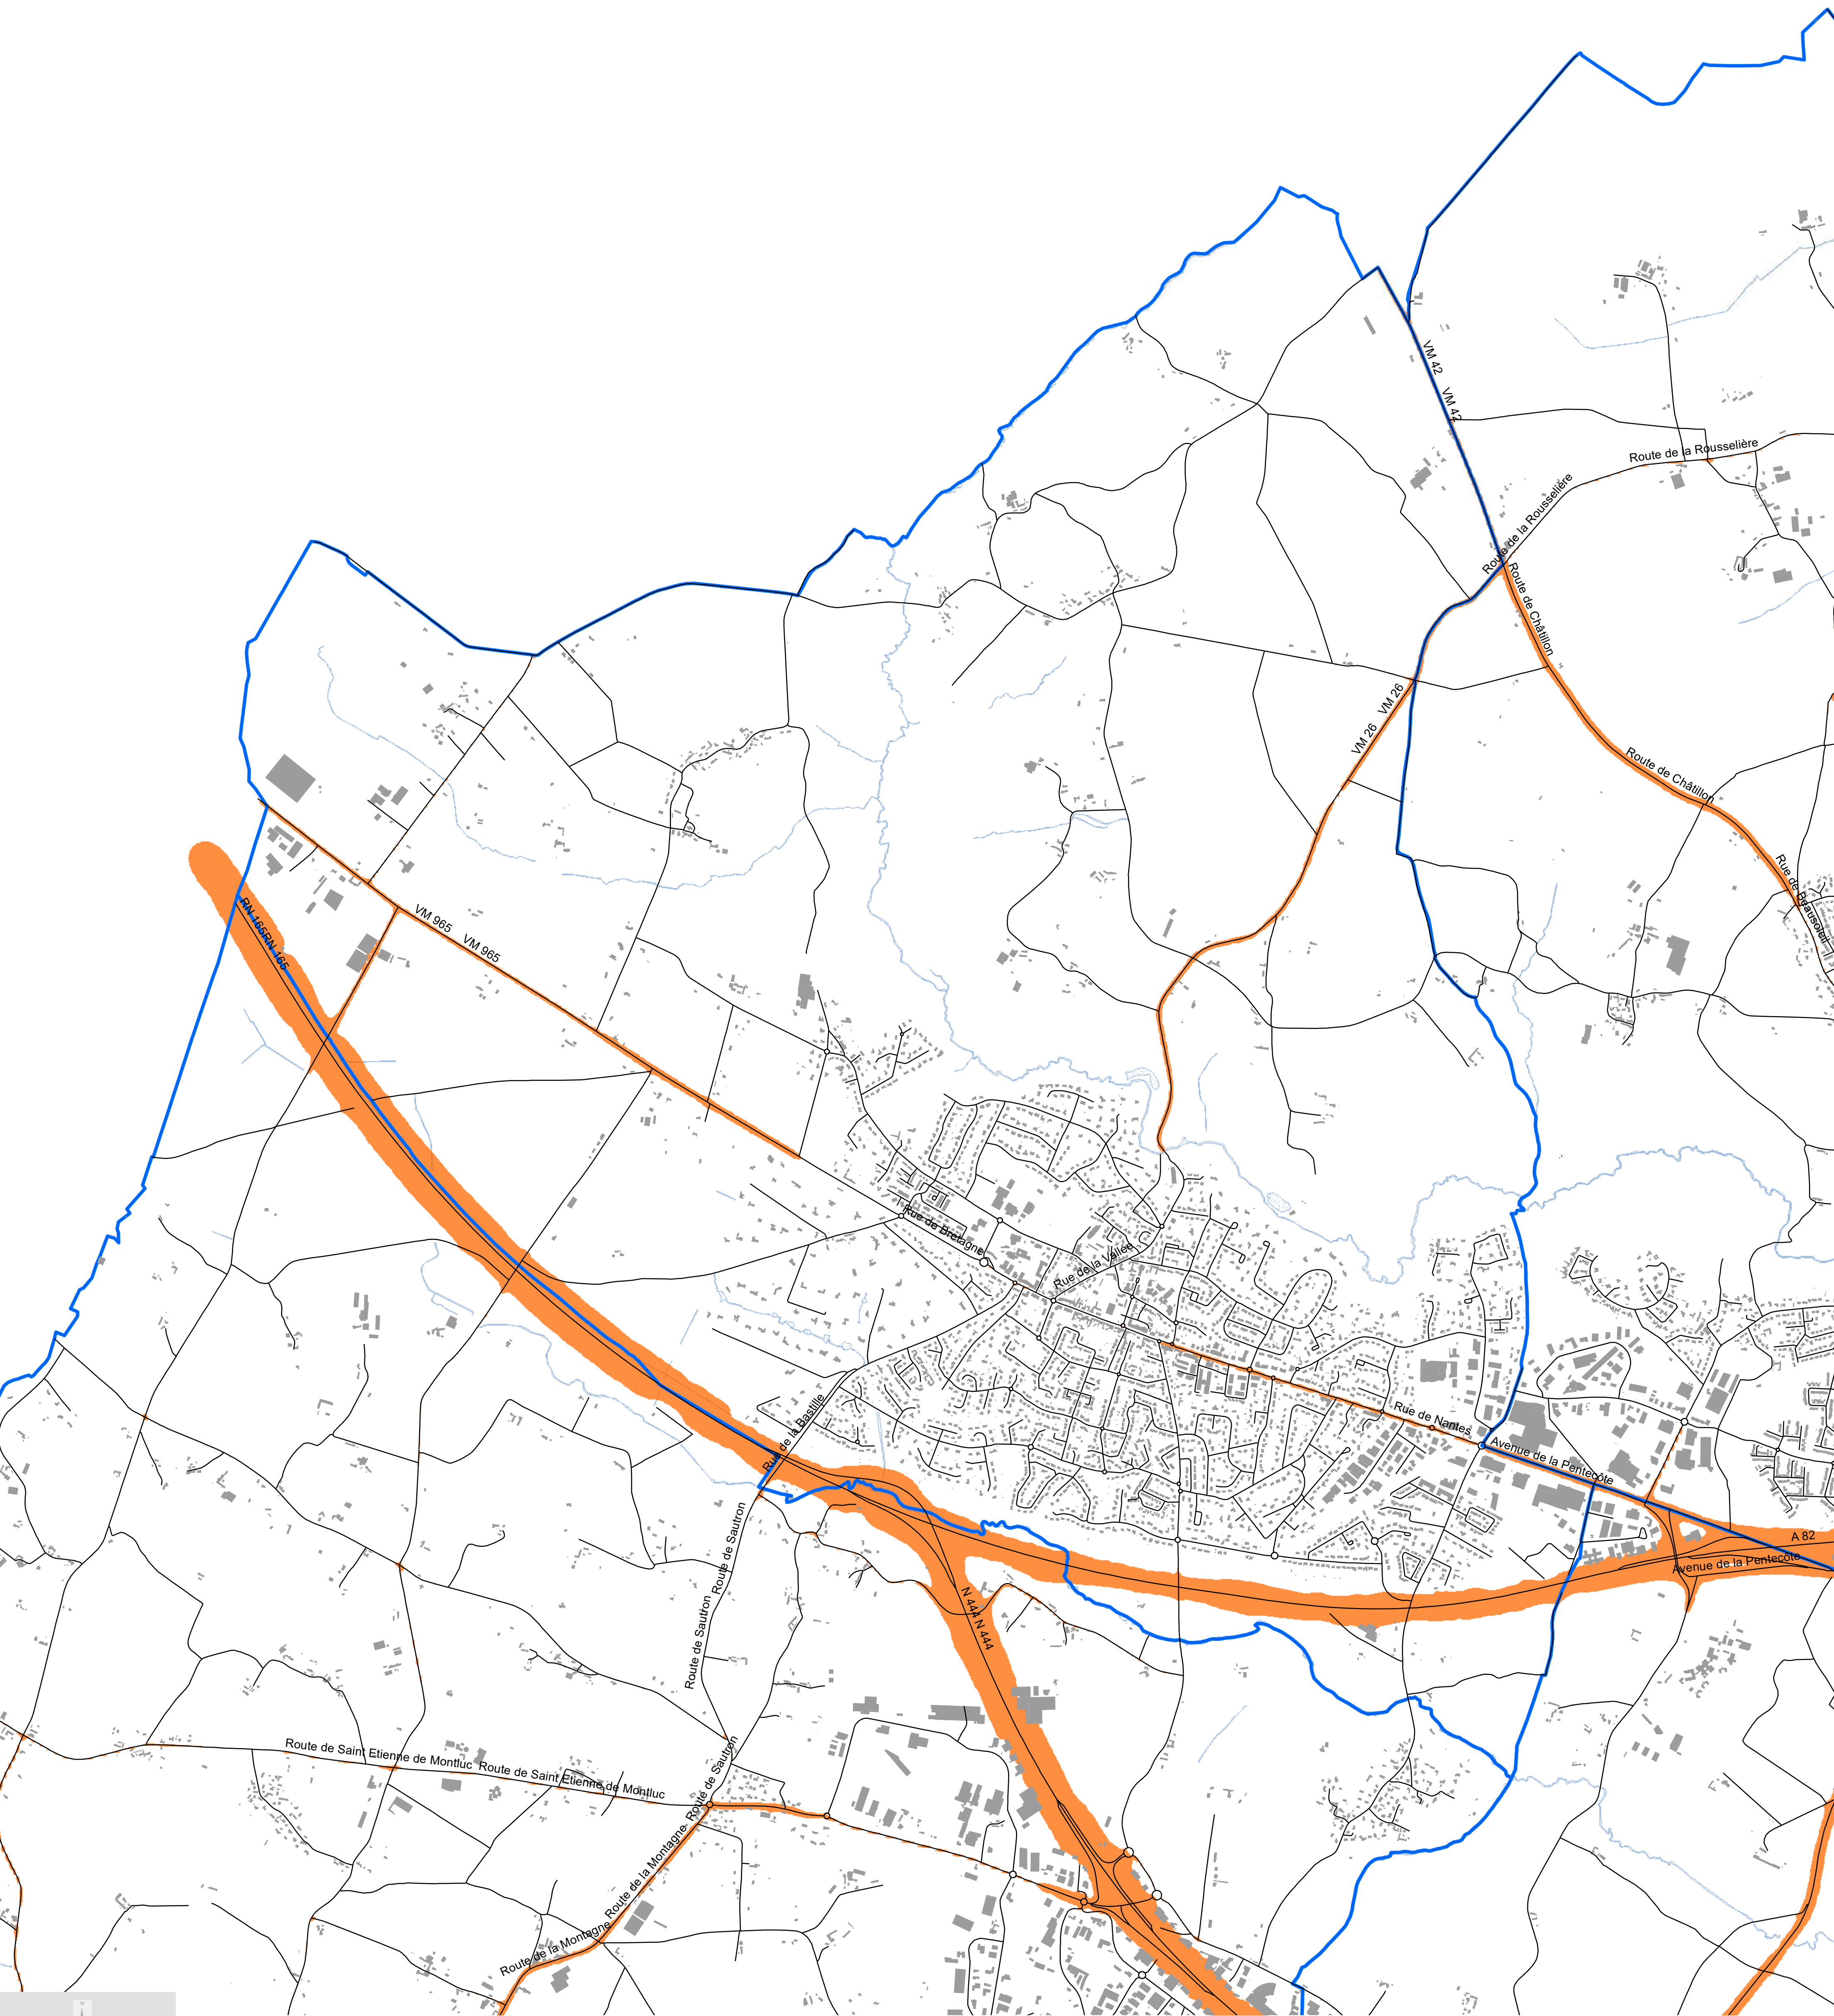 VM 42
VM 42
Route de la Rousselière
Route de la Rousselière
Route de Châtillon
VM 26
VM 26
Route de Châtillon
Rue de Beausoleil
RN 165
RN 165
VM 965
VM 965
Rue de Bretagne
Rue de la Vallée
Rue de la Bastille
Rue de Nantes
Avenue de la Pentecôte
A 82
Avenue de la Pentecôte
Route de Sautron
Route de Sautron
N 444
N 444
Route de Saint Etienne de Montluc
Route de Saint Etienne de Montluc
Route de Sautron
Route de la Montagne
Route de la Montagne
N